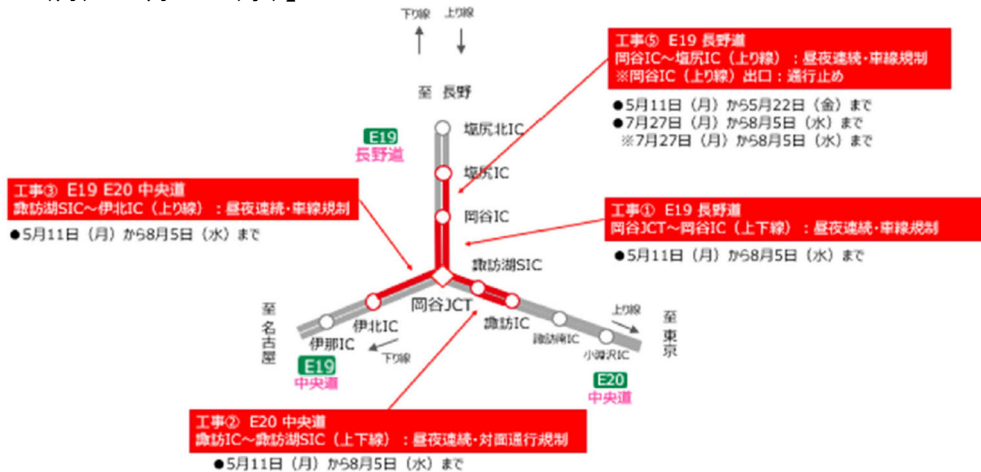 下り線 上り線
至 長野
工事⑤ E19 長野道
岡谷IC～塩尻IC（上り線）：昼夜連続・車線規制
※岡谷IC（上り線）出口：通行止め
●5月11日（月）から5月22日（金）まで
●7月27日（月）から8月5日（水）まで
※7月27日（月）から8月5日（水）まで
塩尻北IC
E19
長野道
塩尻IC
工事③ E19 E20 中央道
諏訪湖SIC～伊北IC（上り線）：昼夜連続・車線規制
●5月11日（月）から8月5日（水）まで
岡谷IC
工事① E19 長野道
岡谷JCT～岡谷IC（上下線）：昼夜連続・車線規制
●5月11日（月）から8月5日（水）まで
諏訪湖SIC
岡谷JCT
諏訪IC
諏訪南IC
小淵沢IC
上り線
至 東京
至 名古屋
伊北IC
伊那IC
下り線
E19
中央道
E20
中央道
工事② E20 中央道
諏訪IC～諏訪湖SIC（上下線）：昼夜連続・対面通行規制
●5月11日（月）から8月5日（水）まで